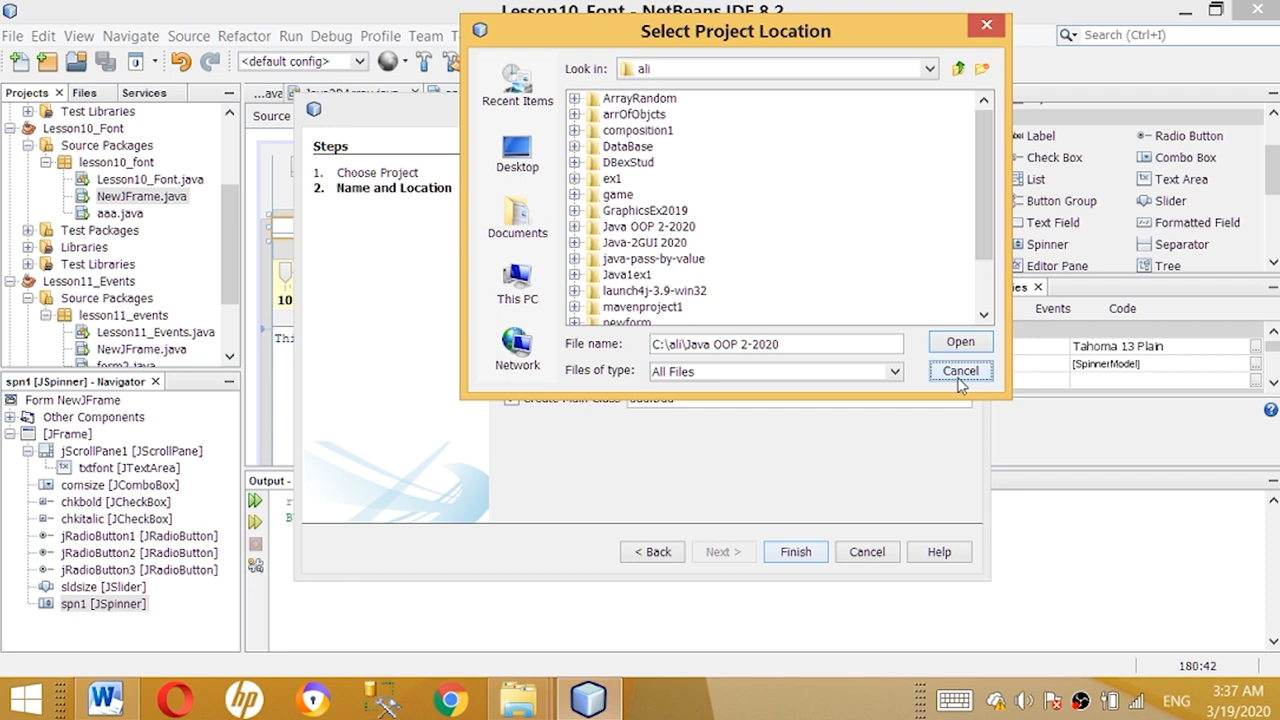 Lesson10_Font - NetBeans IDE 8.2
File Edit View Navigate Source Refactor Run Debug Profile Team
Search (Ctrl+I)
<default config>
Projects
Files
Services
Test Libraries
Lesson10_Font
Source Packages
lesson10_font
Lesson10_Font.java
NewJFrame.java
aaa.java
Test Packages
Libraries
Test Libraries
Lesson11_Events
Source Packages
lesson11_events
Lesson11_Events.java
NewJFrame.java
form2.java
spn1 [JSpinner] - Navigator
Form NewJFrame
Other Components
[JFrame]
jScrollPane1 [JScrollPane]
txtfont [JTextArea]
comsize [JComboBox]
chkbold [JCheckBox]
chkitalic [JCheckBox]
jRadioButton1 [JRadioButton]
jRadioButton2 [JRadioButton]
jRadioButton3 [JRadioButton]
sldsize [JSlider]
spn1 [JSpinner]
Source
10
Output -
Steps
1. Choose Project
2. Name and Location
Select Project Location
Look in: ali
Recent Items
Desktop
Documents
This PC
Network
ArrayRandom
arrOfObjcts
composition1
DataBase
DBexStud
ex1
game
GraphicsEx2019
Java OOP 2-2020
Java-2GUI 2020
java-pass-by-value
Java1ex1
launch4j-3.9-win32
mavenproject1
newform
File name: C:\ali\Java OOP 2-2020
Open
Files of type: All Files
Cancel
Create Main Class
< Back
Next >
Finish
Cancel
Help
Label
Radio Button
Check Box
Combo Box
List
Text Area
Button Group
Slider
Text Field
Formatted Field
Spinner
Separator
Editor Pane
Tree
Events
Code
Tahoma 13 Plain
[SpinnerModel]
180:42
ENG
3:37 AM
3/19/2020